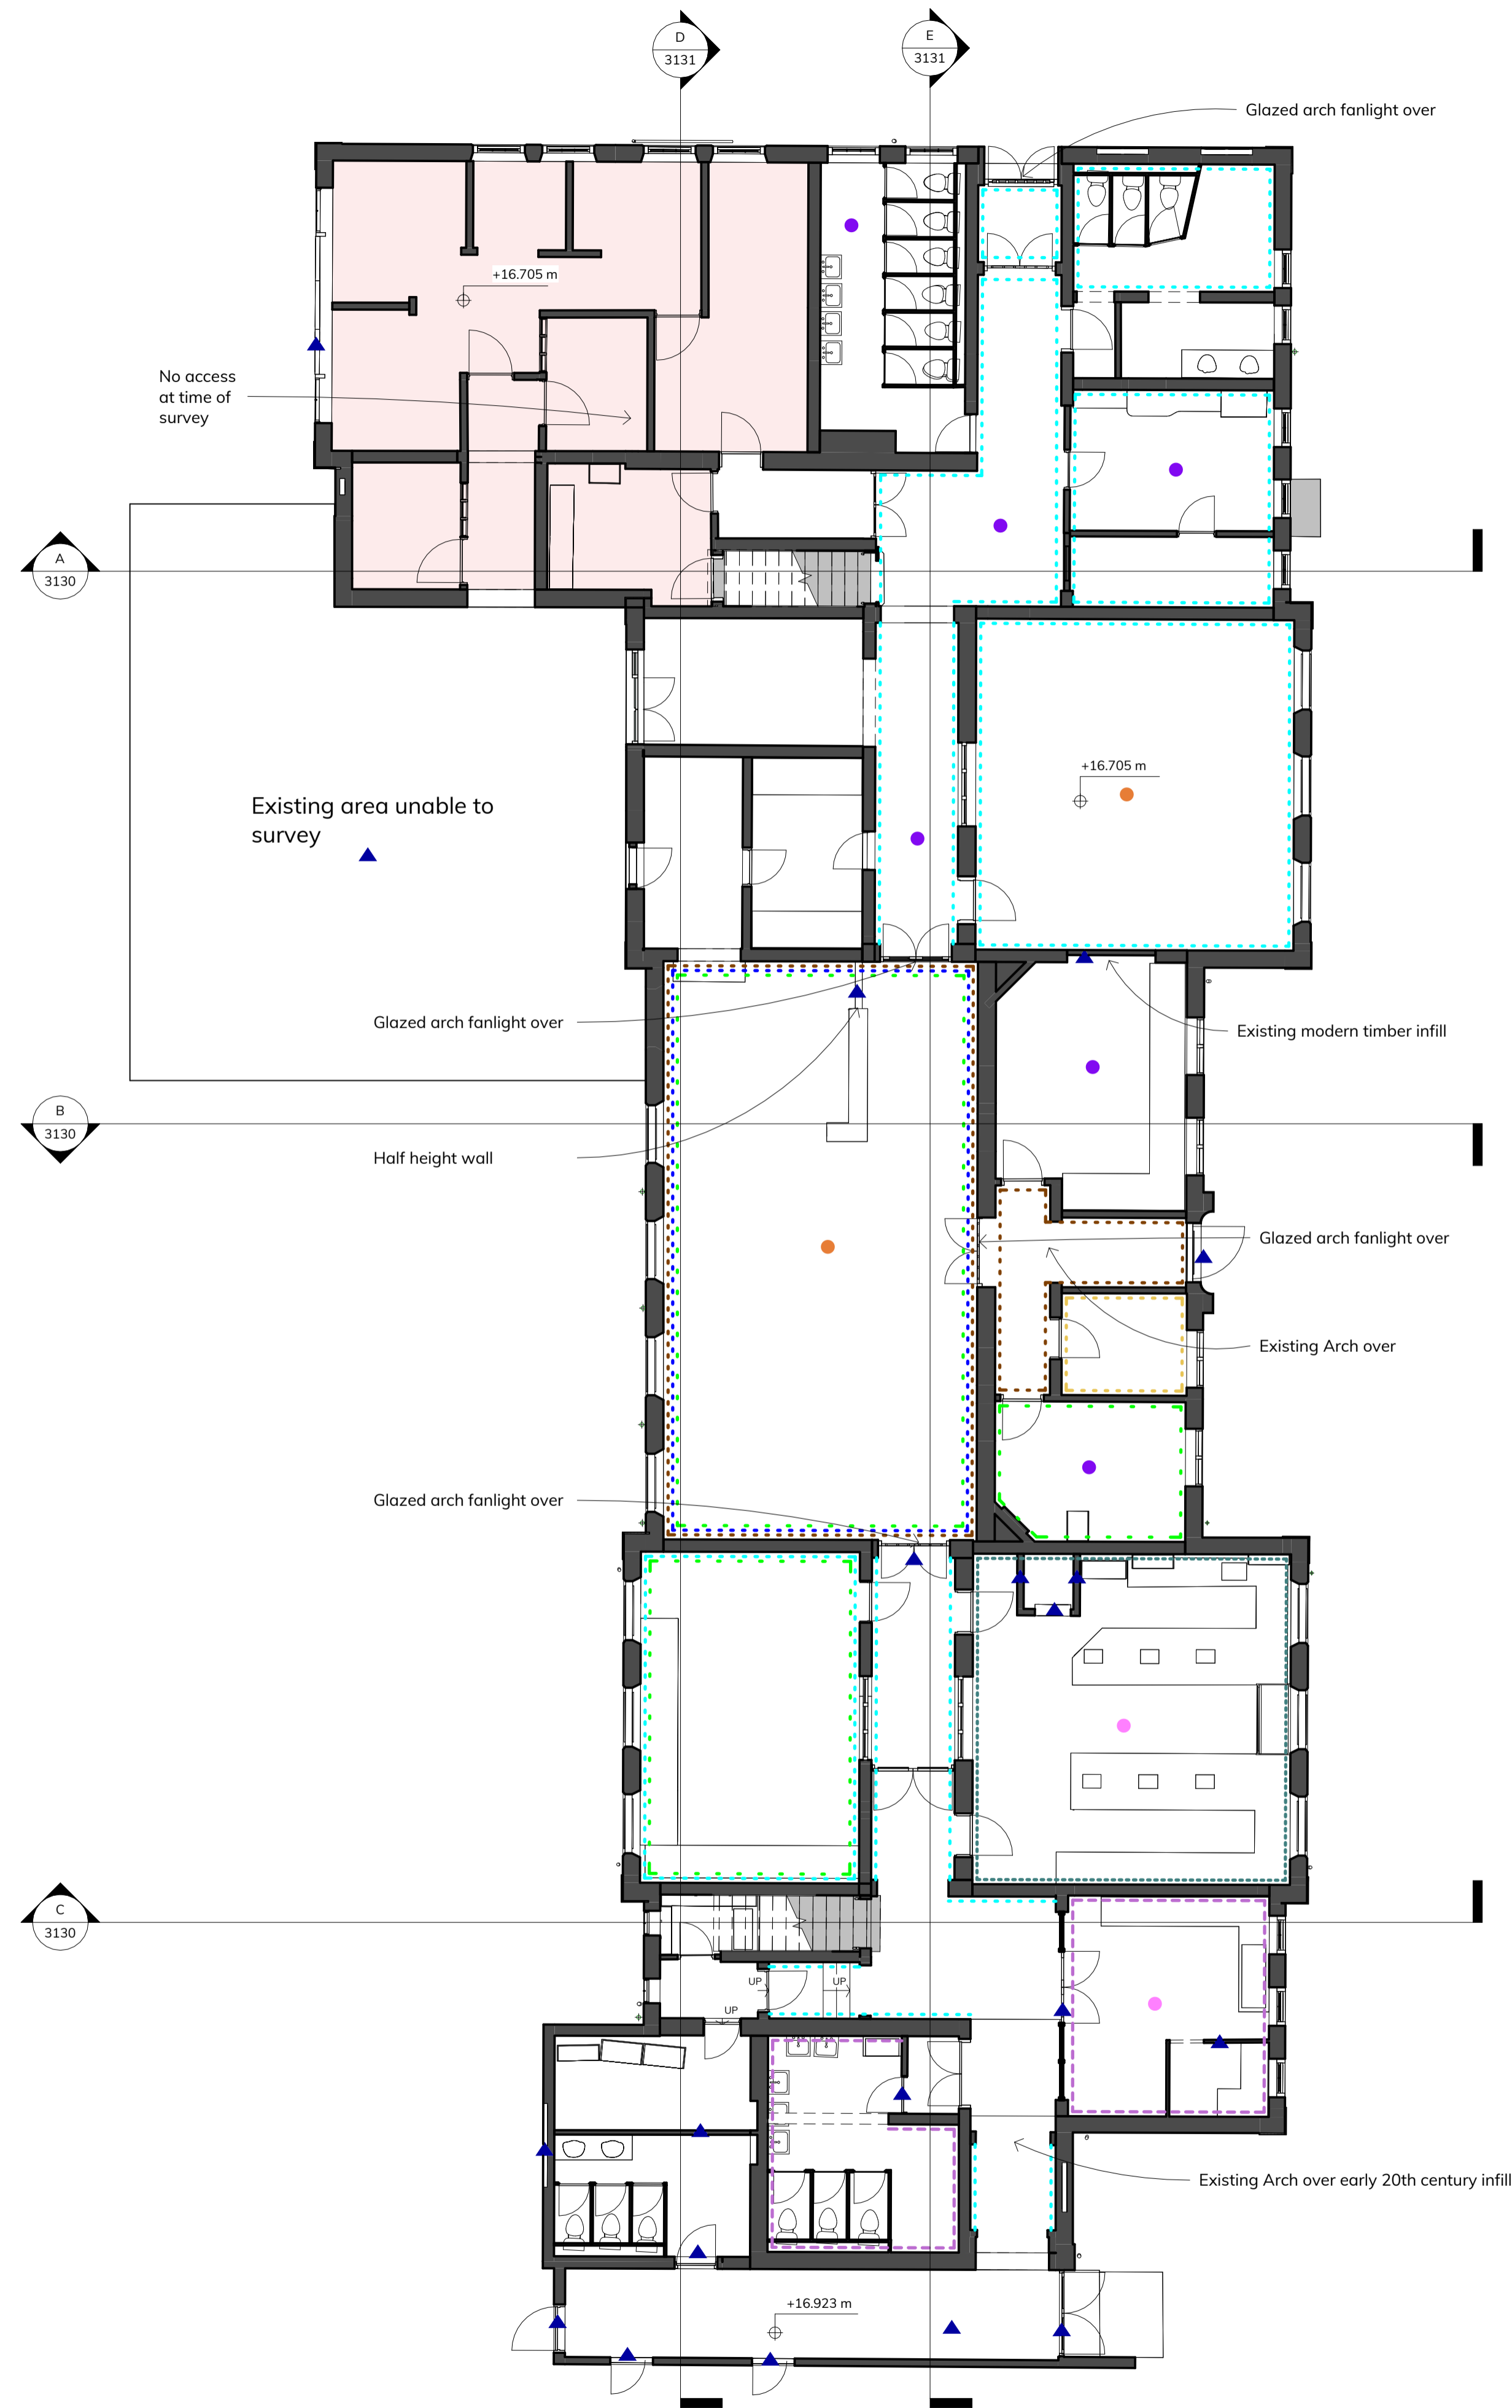 D
3131
E
3131
Glazed arch fanlight over
+16.705 m
No access
at time of
survey
A
3130
+16.705 m
Existing area unable to
survey
Glazed arch fanlight over
Existing modern timber infill
B
3130
Half height wall
Glazed arch fanlight over
Existing Arch over
Glazed arch fanlight over
C
3130
UP
UP
UP
Existing Arch over early 20th century infill
+16.923 m